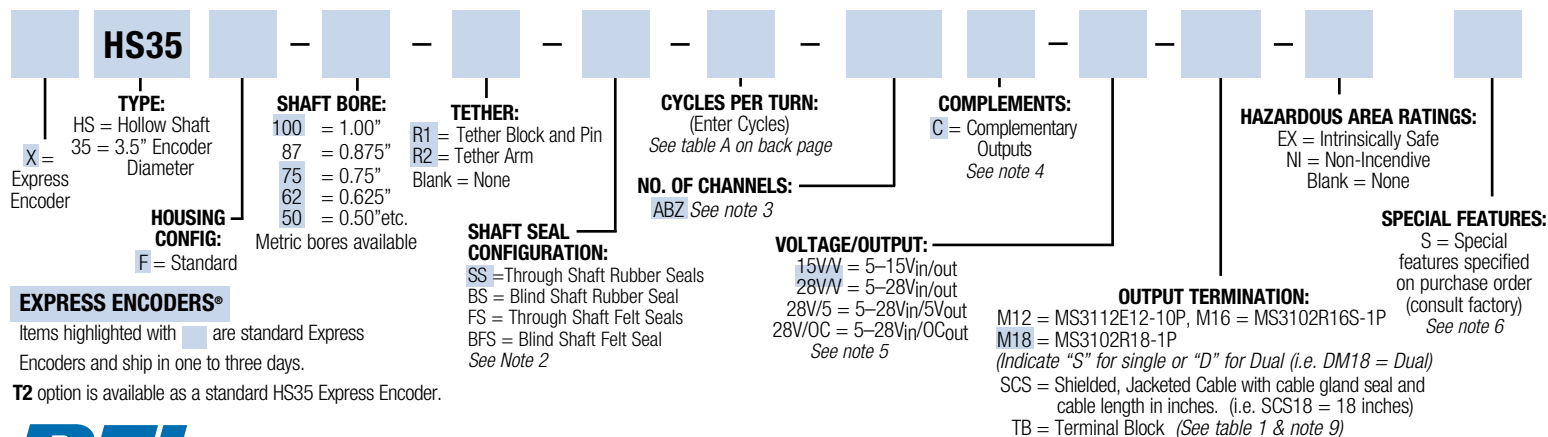 HS35 – – – – – – – –
TYPE:
HS = Hollow Shaft
35 = 3.5" Encoder
Diameter
X =
Express
Encoder
HOUSING
CONFIG:
F = Standard
SHAFT BORE:
100 = 1.00"
87 = 0.875"
75 = 0.75"
62 = 0.625"
50 = 0.50"etc.
Metric bores available
TETHER:
R1 = Tether Block and Pin
R2 = Tether Arm
Blank = None
SHAFT SEAL
CONFIGURATION:
SS =Through Shaft Rubber Seals
BS = Blind Shaft Rubber Seal
FS = Through Shaft Felt Seals
BFS = Blind Shaft Felt Seal
See Note 2
CYCLES PER TURN:
(Enter Cycles)
See table A on back page
NO. OF CHANNELS:
ABZ See note 3
COMPLEMENTS:
C = Complementary
Outputs
See note 4
VOLTAGE/OUTPUT:
15V/V = 5–15Vin/out
28V/V = 5–28Vin/out
28V/5 = 5–28Vin/5Vout
28V/OC = 5–28Vin/OCout
See note 5
OUTPUT TERMINATION:
M12 = MS3112E12-10P, M16 = MS3102R16S-1P
M18 = MS3102R18-1P
(Indicate “S” for single or “D” for Dual (i.e. DM18 = Dual)
SCS = Shielded, Jacketed Cable with cable gland seal and
cable length in inches. (i.e. SCS18 = 18 inches)
TB = Terminal Block (See table 1 & note 9)
HAZARDOUS AREA RATINGS:
EX = Intrinsically Safe
NI = Non-Incendive
Blank = None
SPECIAL FEATURES:
S = Special
features specified
on purchase order
(consult factory)
See note 6
EXPRESS ENCODERS®
Items highlighted with are standard Express
Encoders and ship in one to three days.
T2 option is available as a standard HS35 Express Encoder.